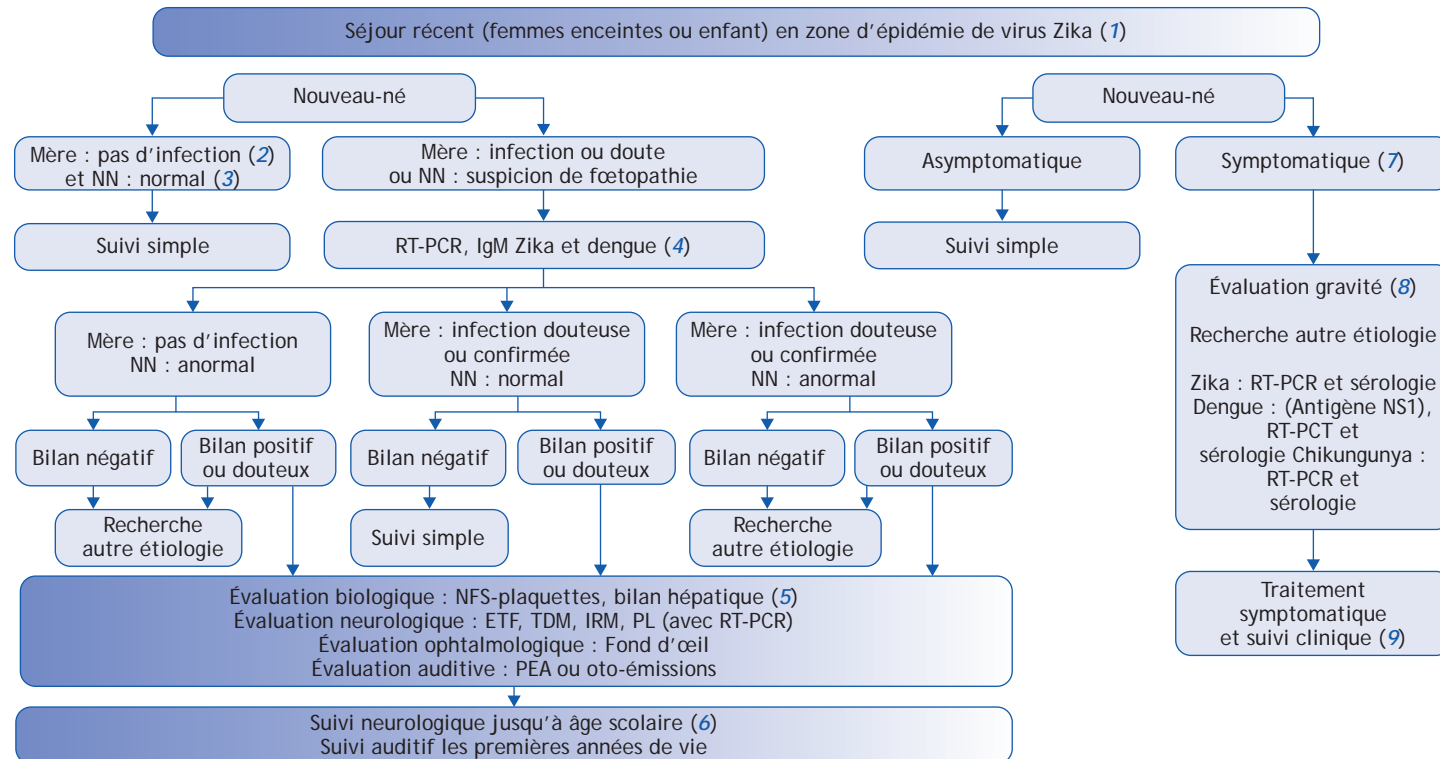 Séjour récent (femmes enceintes ou enfant) en zone d'épidémie de virus Zika (1)
Nouveau-né
Mère : pas d'infection (2)
et NN : normal (3)
Suivi simple
Mère : infection ou doute
ou NN : suspicion de fœtopathie
RT-PCR, IgM Zika et dengue (4)
Mère : pas d'infection
NN : anormal
Mère : infection douteuse
ou confirmée
NN : normal
Mère : infection douteuse
ou confirmée
NN : anormal
Bilan négatif
Bilan positif
ou douteux
Bilan négatif
Bilan positif
ou douteux
Bilan négatif
Bilan positif
ou douteux
Recherche
autre étiologie
Suivi simple
Recherche
autre étiologie
Évaluation biologique : NFS-plaquettes, bilan hépatique (5)
Évaluation neurologique : ETF, TDM, IRM, PL (avec RT-PCR)
Évaluation ophtalmologique : Fond d'œil
Évaluation auditive : PEA ou oto-émissions
Suivi neurologique jusqu'à âge scolaire (6)
Suivi auditif les premières années de vie
Nouveau-né
Asymptomatique
Suivi simple
Symptomatique (7)
Évaluation gravité (8)
Recherche autre étiologie
Zika : RT-PCR et sérologie
Dengue : (Antigène NS1),
RT-PCT et
sérologie Chikungunya :
RT-PCR et
sérologie
Traitement
symptomatique
et suivi clinique (9)